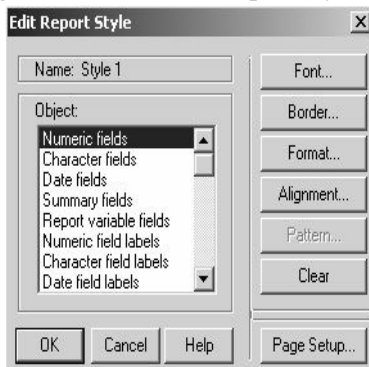 Edit Report Style
Name: Style 1
Object:
Numeric fields
Character fields
Date fields
Summary fields
Report variable fields
Numeric field labels
Character field labels
Date field labels
Font...
Border...
Format...
Alignment...
Pattern...
Clear
OK
Cancel
Help
Page Setup...